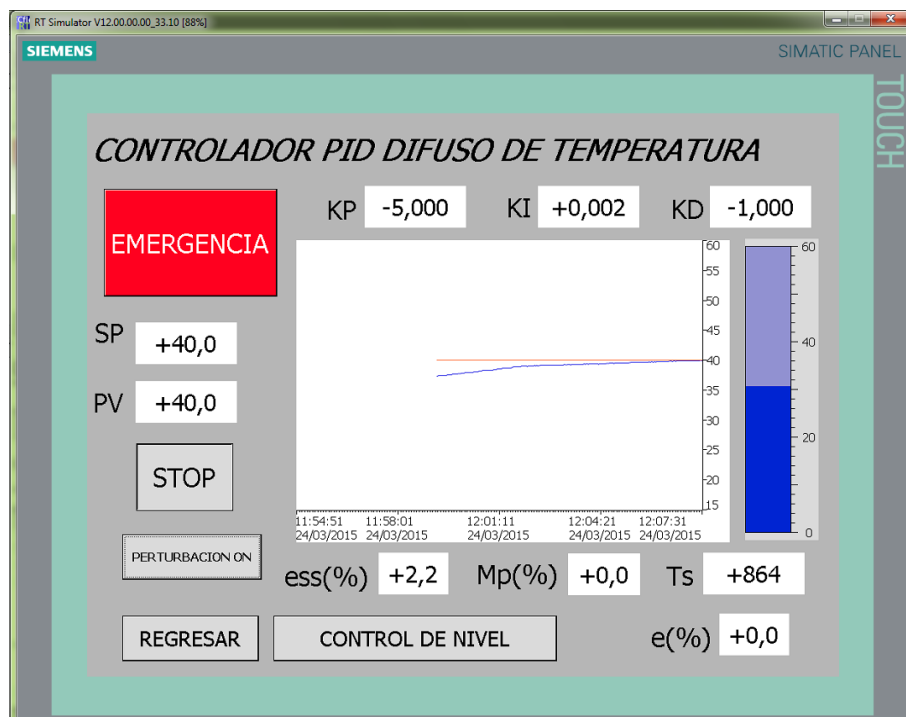 RT Simulator V12.00.00.00_33.10 [88%]
SIEMENS
SIMATIC PANEL
TOUCH
CONTROLADOR PID DIFUSO DE TEMPERATURA
EMERGENCIA
KP -5,000 KI +0,002 KD -1,000
SP +40,0
PV +40,0
STOP
PERTURBACION ON
60
55
50
45
40
35
30
25
20
15
60
40
20
0
11:54:51 11:58:01 12:01:11 12:04:21 12:07:31
24/03/2015 24/03/2015 24/03/2015 24/03/2015 24/03/2015
ess(%) +2,2 Mp(%) +0,0 Ts +864
REGRESAR CONTROL DE NIVEL e(%) +0,0